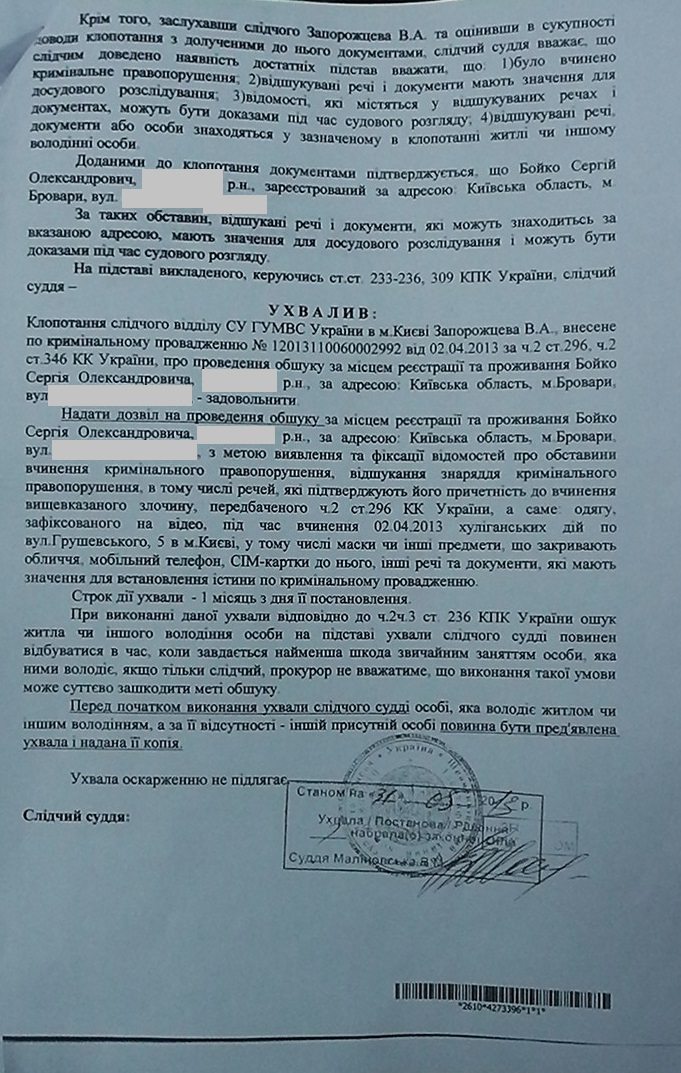 Крім того, заслухавши слідчого Запорожцева В.А. та оцінивши в сукупності
доводи клопотання з долученими до нього документами, слідчий суддя вважає, що
слідчим доведено наявність достатніх підстав вважати, що: 1)було вчинено
кримінальне правопорушення; 2)відшукувані речі і документи мають значення для
досудового розслідування; 3)відомості, які містяться у відшукуваних речах і
документах, можуть бути доказами під час судового розгляду; 4)відшукувані речі,
документи або особи знаходяться у зазначеному в клопотанні житлі чи іншому
володінні особи.
Доданими до клопотання документами підтверджується, що Бойко Сергій
Олександрович, р.н., зареєстрований за адресою: Київська область, м.
Бровари, вул.
За таких обставин, відшукані речі і документи, які можуть знаходитьсь за
вказаною адресою, мають значення для досудового розслідування і можуть бути
доказами під час судового розгляду.
На підставі викладеного, керуючись ст.ст. 233-236, 309 КПК України, слідчий
суддя –
УХВАЛИВ:
Клопотання слідчого відділу СУ ГУМВС України в м.Києві Запорожцева В.А., внесене
по кримінальному провадженню № 12013110060002992 від 02.04.2013 за ч.2 ст.296, ч.2
ст.346 КК України, про проведення обшуку за місцем реєстрації та проживання Бойко
Сергія Олександровича, р.н., за адресою: Київська область, м.Бровари,
вул - задовольнити.
Надати дозвіл на проведення обшуку за місцем реєстрації та проживання Бойко
Сергія Олександровича, р.н., за адресою: Київська область, м.Бровари,
вул. , з метою виявлення та фіксації відомостей про обставини
вчинення кримінального правопорушення, відшукання знаряддя кримінального
правопорушення, в тому числі речей, які підтверджують його причетність до вчинення
вищевказаного злочину, передбаченого ч.2 ст.296 КК України, а саме: одягу,
зафіксованого на відео, під час вчинення 02.04.2013 хуліганських дій по
вул.Грушевського, 5 в м.Києві, у тому числі маски чи інші предмети, що закривають
обличчя, мобільний телефон, СІМ-картки до нього, інші речі та документи, які мають
значення для встановлення істини по кримінальному провадженню.
Строк дії ухвали - 1 місяць з дня її постановлення.
При виконанні даної ухвали відповідно до ч.2ч.3 ст. 236 КПК України ошук
житла чи іншого володіння особи на підставі ухвали слідчого судді повинен
відбуватися в час, коли завдається найменша шкода звичайним заняттям особи, яка
ними володіє, якщо тільки слідчий, прокурор не вважатиме, що виконання такої умови
може суттєво зашкодити меті обшуку.
Перед початком виконання ухвали слідчого судді особі, яка володіє житлом чи
іншим володінням, а за її відсутності - іншій присутній особі повинна бути пред'явлена
ухвала і надана її копія.
Ухвала оскарженню не підлягає.
Слідчий суддя:
Україна
Станом на «31» 05 2013 р.
Ухвала / Постанова / Рішення
набрала(о) законної сили
Суддя Маліновська В.
*2610*4273396*1*1*